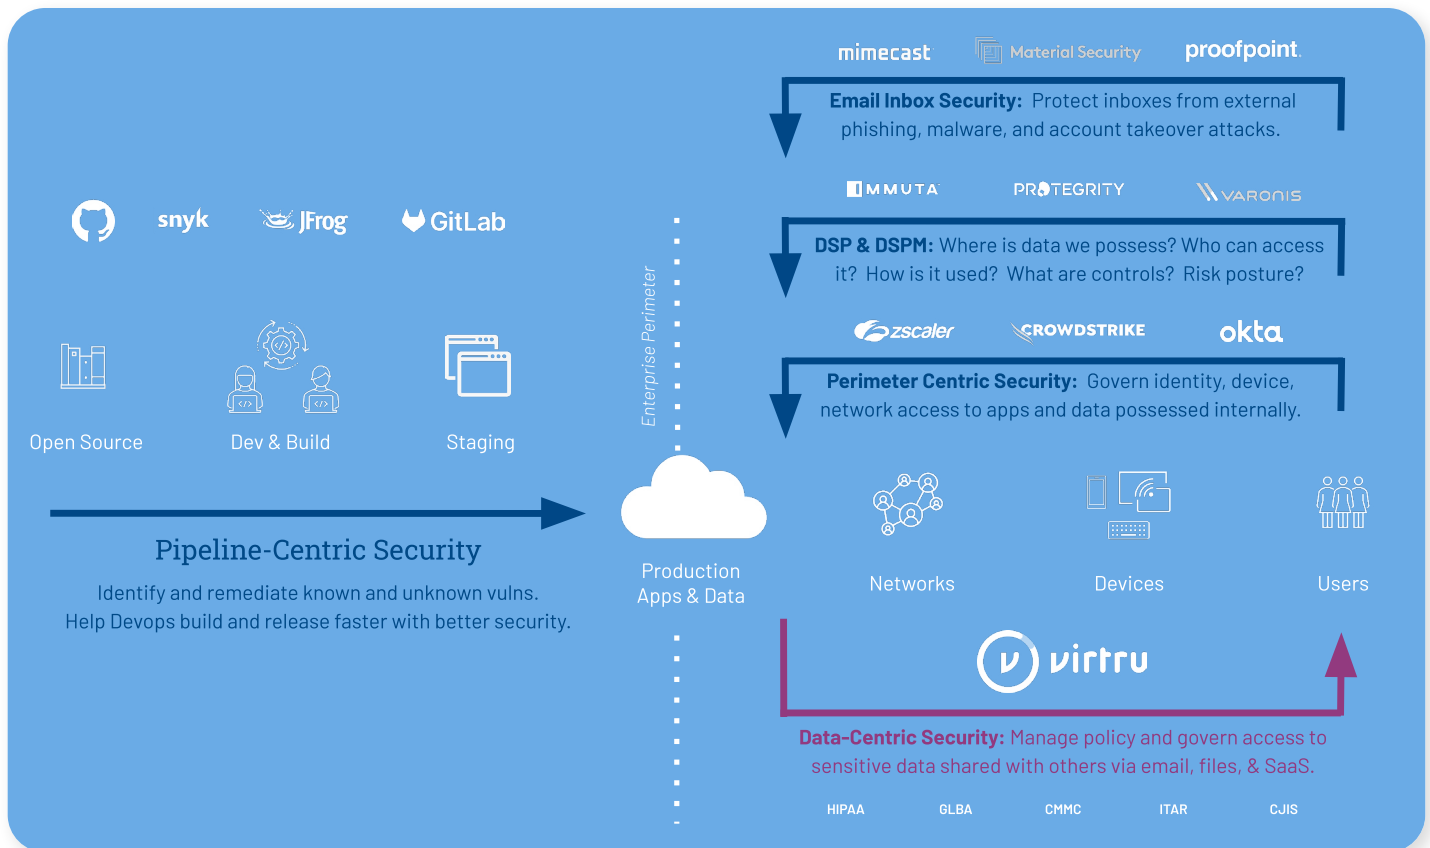 snyk
JFrog
GitLab
Open Source
Dev & Build
Staging
Pipeline-Centric Security
Identify and remediate known and unknown vulns.
Help Devops build and release faster with better security.
Enterprise Perimeter
Production
Apps & Data
mimecast
Material Security
proofpoint.
Email Inbox Security: Protect inboxes from external
phishing, malware, and account takeover attacks.
IMMUTA
PROTEGRITY
VARONIS
DSP & DSPM: Where is data we possess? Who can access
it? How is it used? What are controls? Risk posture?
zscaler
CROWDSTRIKE
okta
Perimeter Centric Security: Govern identity, device,
network access to apps and data possessed internally.
Networks
Devices
Users
virtru
Data-Centric Security: Manage policy and govern access to
sensitive data shared with others via email, files, & SaaS.
HIPAA
GLBA
CMMC
ITAR
CJIS